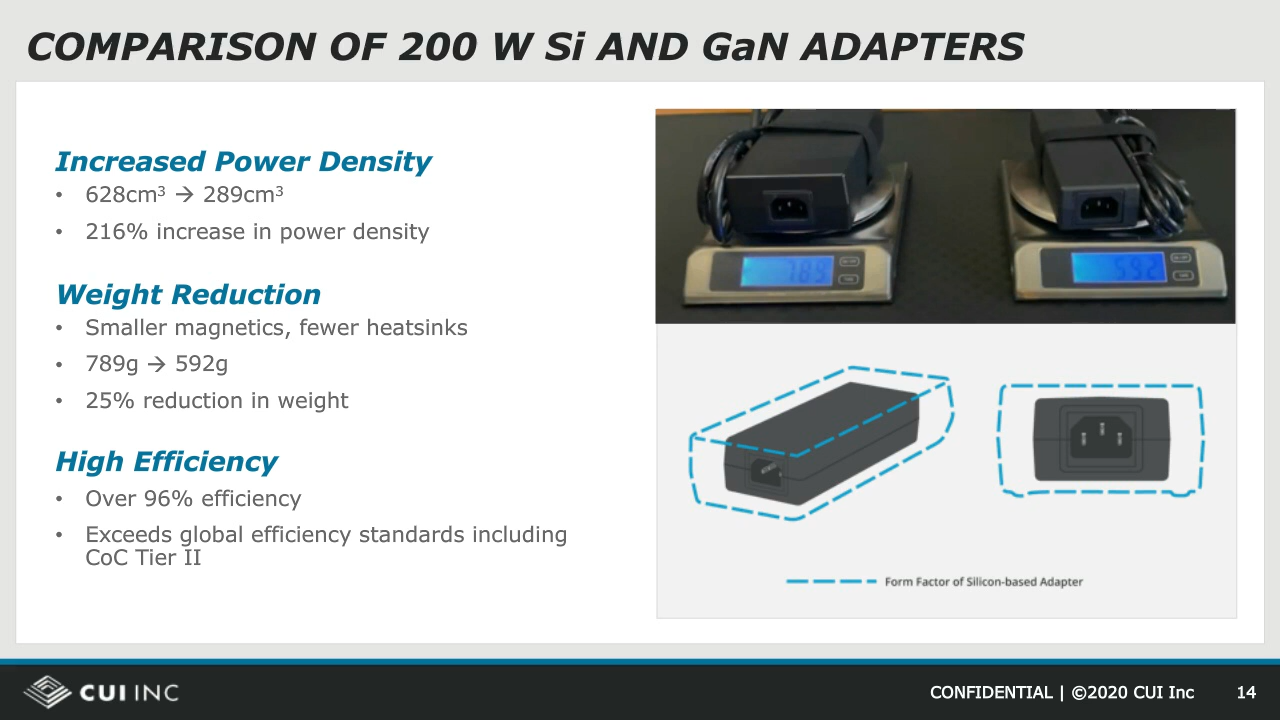 COMPARISON OF 200 W Si AND GaN ADAPTERS
Increased Power Density
• 628cm³ → 289cm³
• 216% increase in power density
Weight Reduction
• Smaller magnetics, fewer heatsinks
• 789g → 592g
• 25% reduction in weight
High Efficiency
• Over 96% efficiency
• Exceeds global efficiency standards including
CoC Tier II
789
592
Form Factor of Silicon-based Adapter
CUI INC
CONFIDENTIAL | ©2020 CUI Inc 14